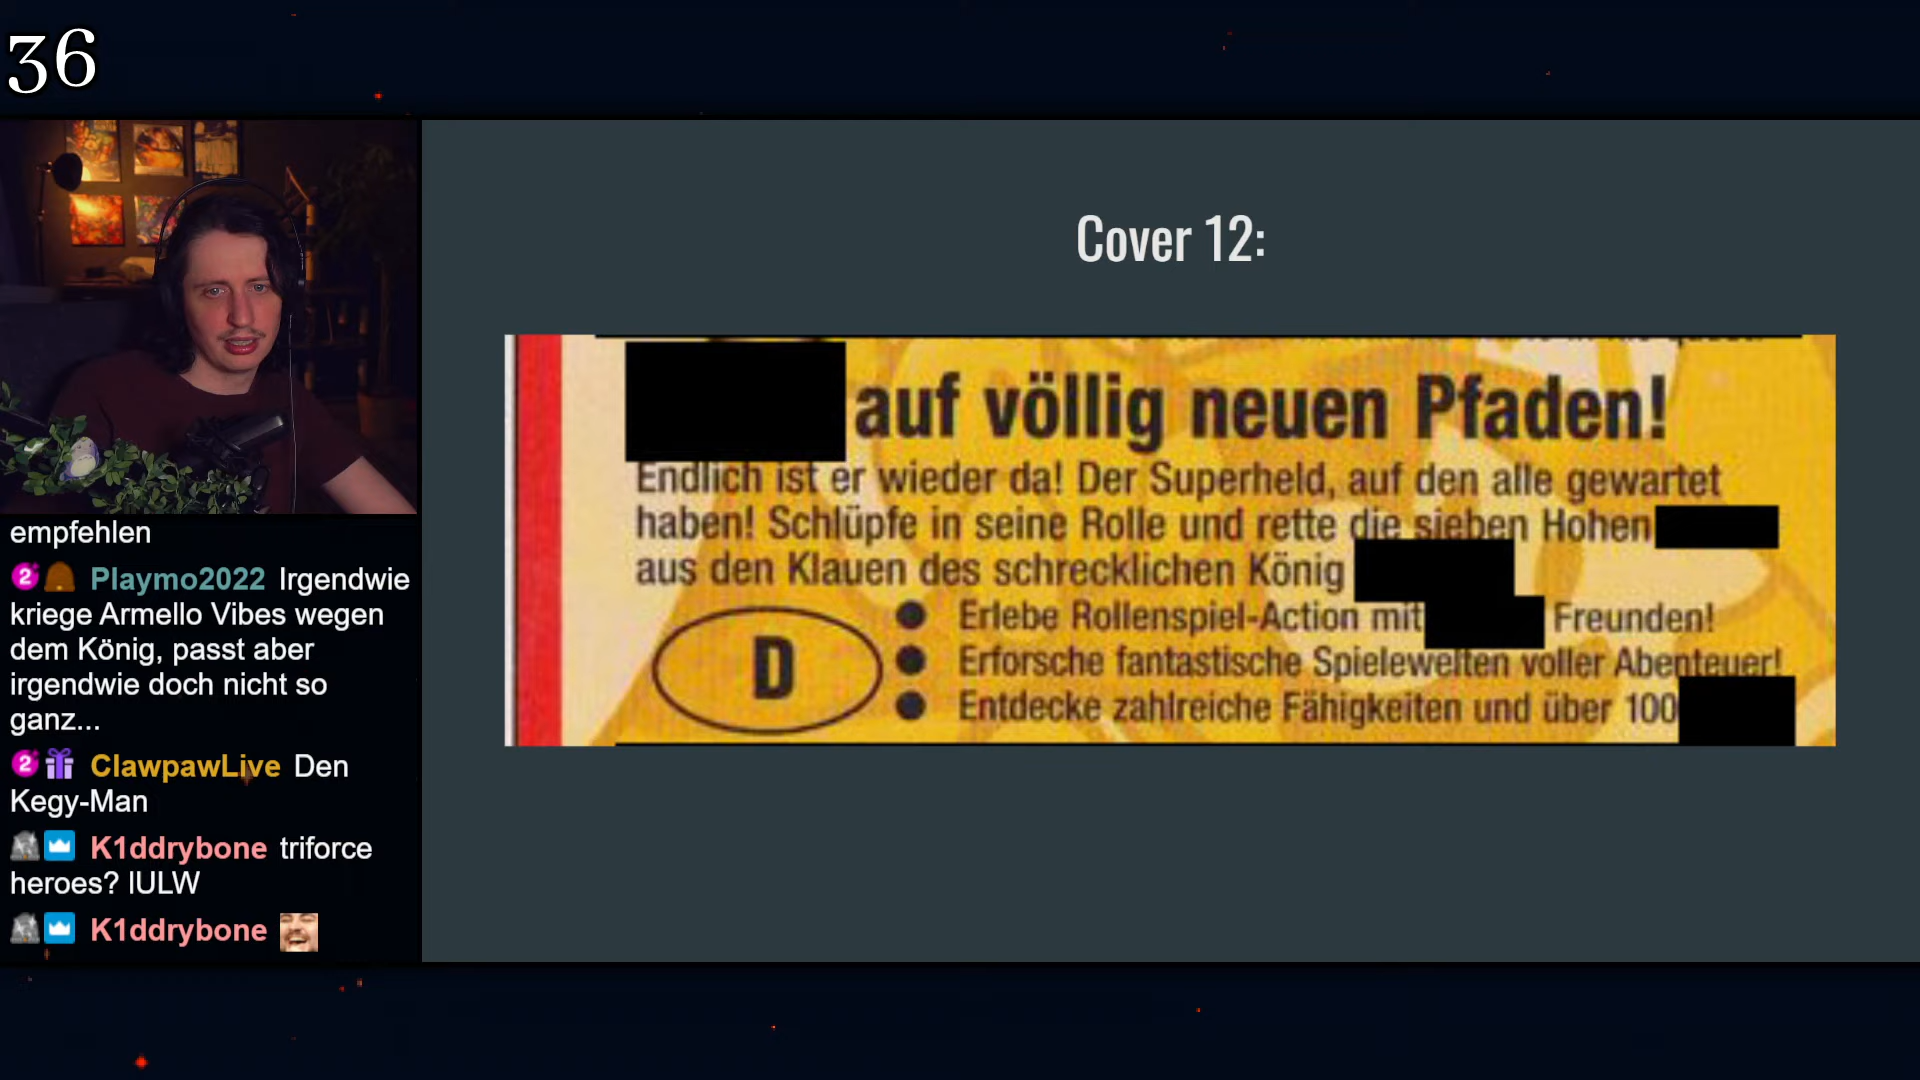 36
Cover 12:
auf völlig neuen Pfaden!
Endlich ist er wieder da! Der Superheld, auf den alle gewartet
haben! Schlüpfe in seine Rolle und rette die sieben Hohen
aus den Klauen des schrecklichen König
Erlebe Rollenspiel-Action mit Freunden!
D
Erforsche fantastische Spielewelten voller Abenteuer!
Entdecke zahlreiche Fähigkeiten und über 100
empfehlen
2 Playmo2022 Irgendwie
kriege Armello Vibes wegen
dem König, passt aber
irgendwie doch nicht so
ganz...
2 ClawpawLive Den
Kegy-Man
K1ddrybone triforce
heroes? IULW
K1ddrybone